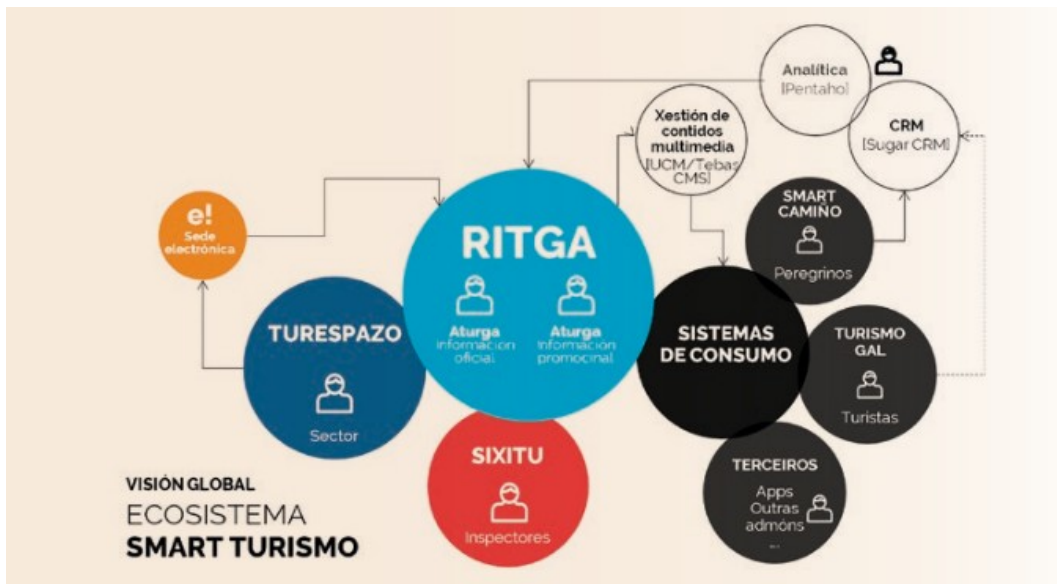 Analítica
[Pentaho]
CRM
[Sugar CRM]
Xestión de
contidos
multimedia
[UCM/Tebas
CMS]
SMART
CAMIÑO
Peregrinos
e!
Sede
electrónica
RITGA
Aturga
Información
oficial
Aturga
Información
promocinal
TURESPAZO
Sector
SISTEMAS
DE CONSUMO
TURISMO
GAL
Turistas
SIXITU
Inspectores
TERCEIROS
Apps
Outras
admóns
VISIÓN GLOBAL
ECOSISTEMA
SMART TURISMO